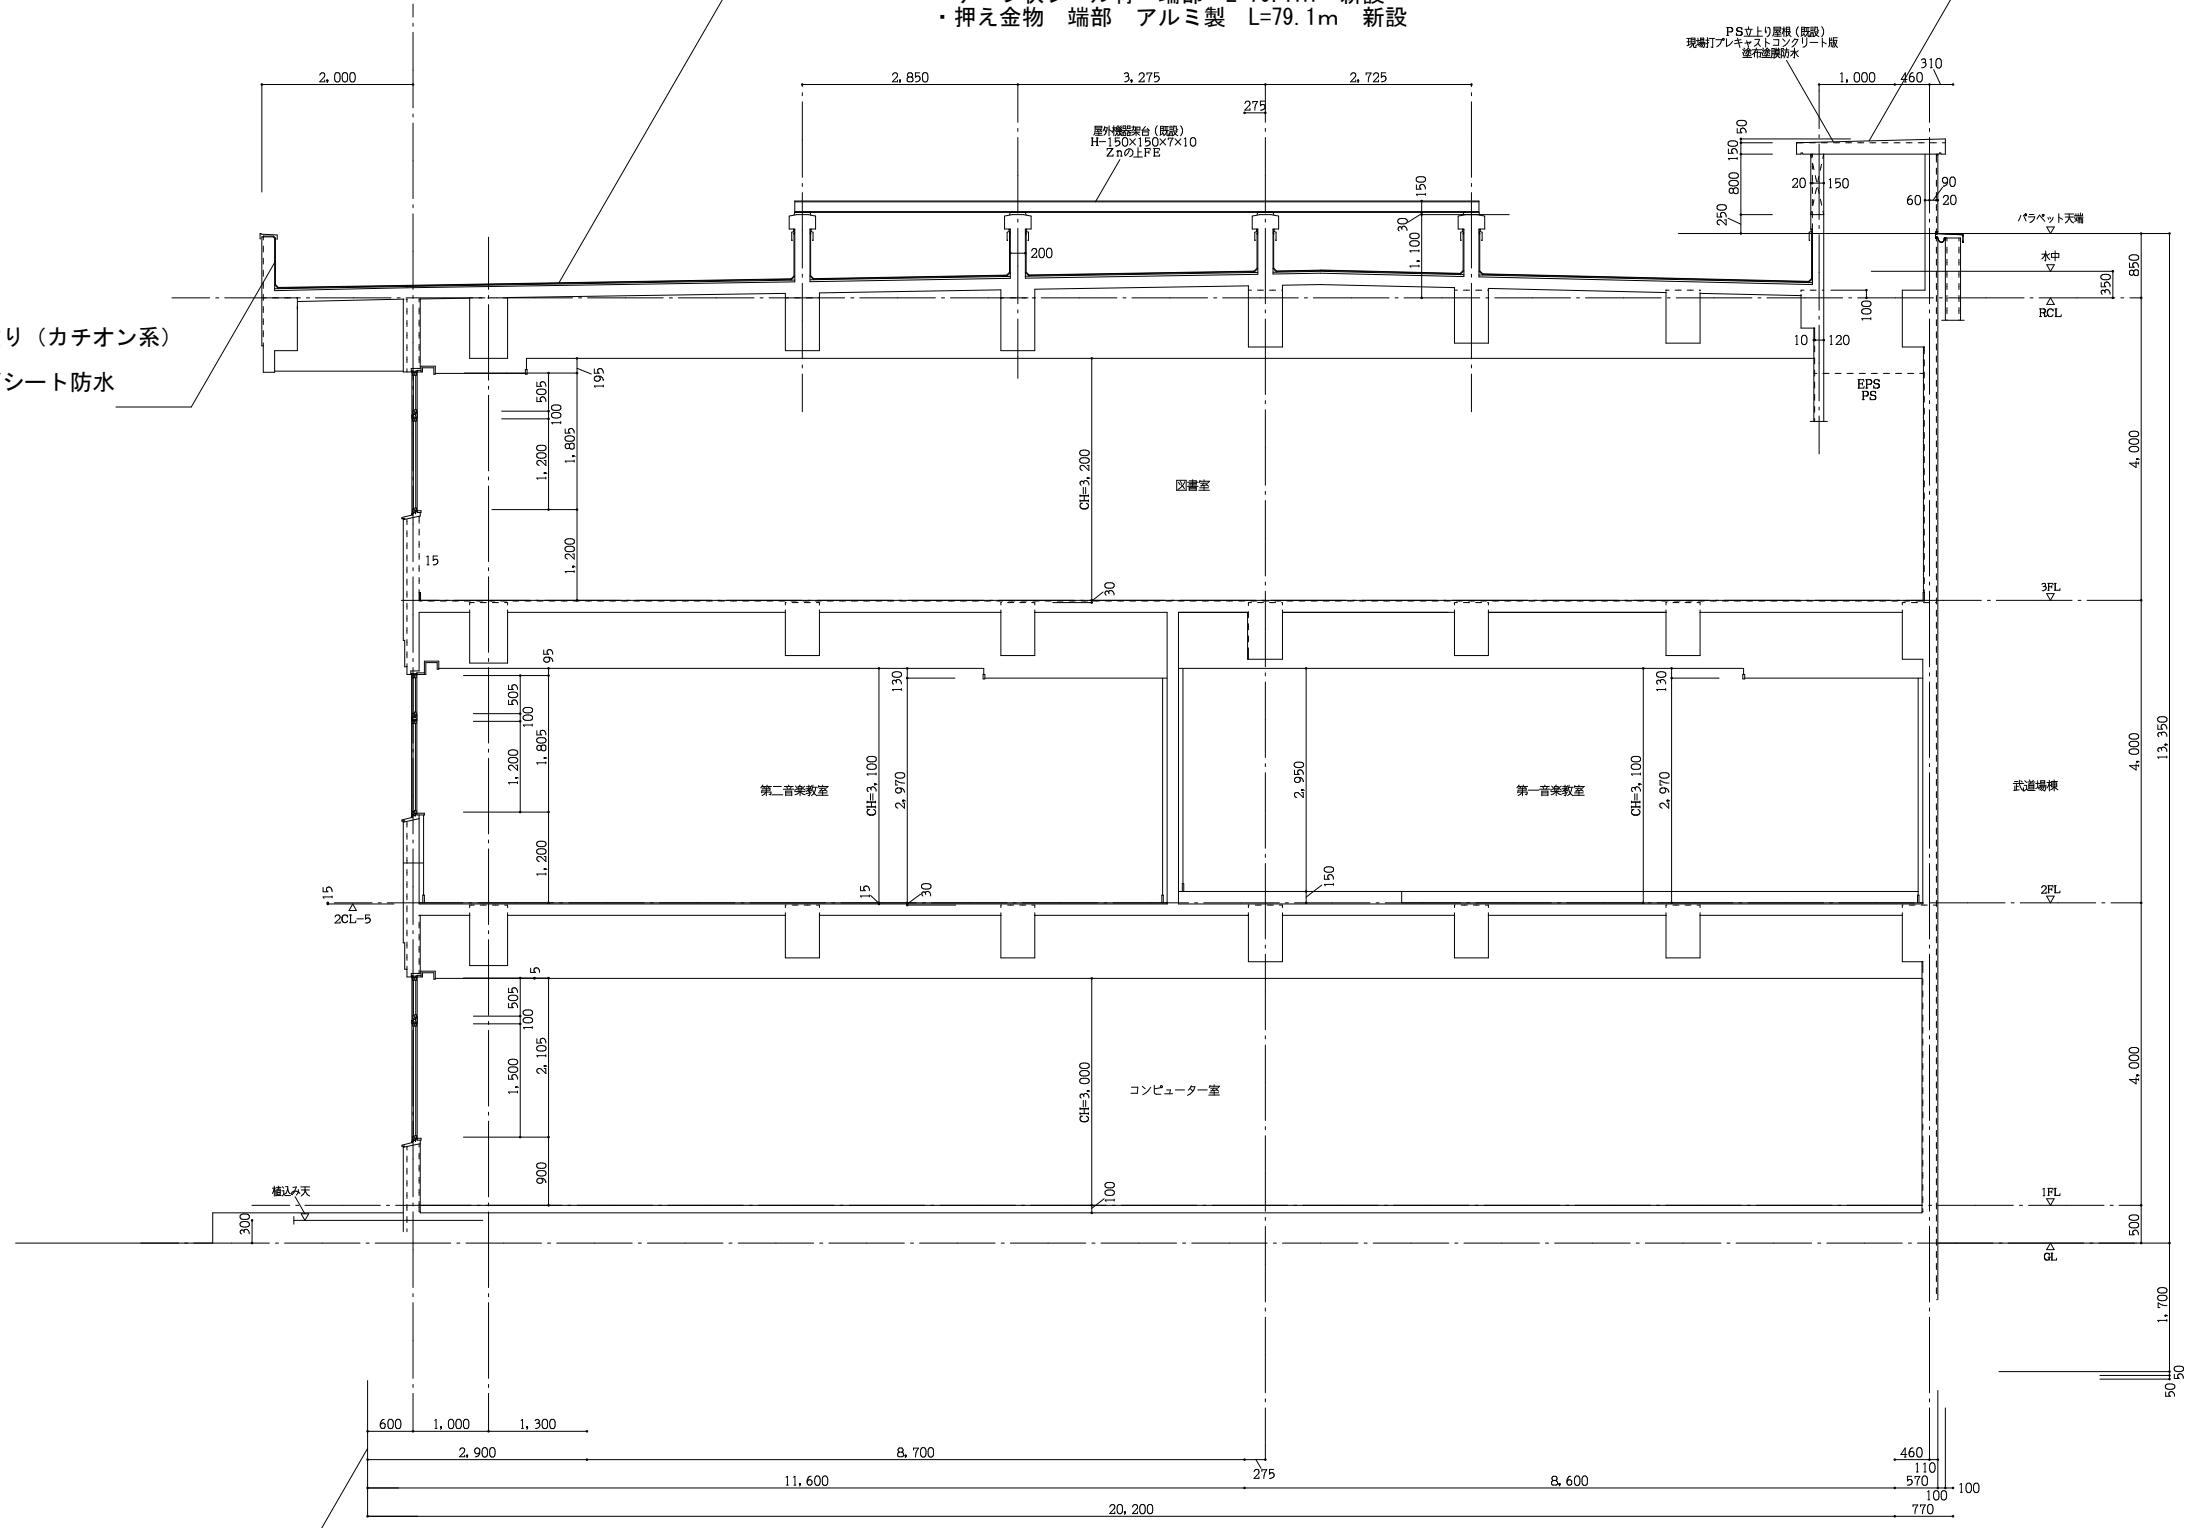 ・押え金物　端部　アルミ製　L=79.1m　新設
PS立上り屋根（既設）
現場打プレキャストコンクリート版
塗布塗膜防水
2,000
2,850
3,275
2,725
1,000
460
310
275
屋外機器架台（既設）
H-150×150×7×10
Znの上FE
50
150
800
250
20
150
90
60
20
150
30
1,100
200
パラペット天端
水中
850
350
RCL
100
り（カチオン系）
シート防水
10
120
EPS
PS
195
505
100
1,200
1,805
CH=3,200
図書室
4,000
15
1,200
30
3FL
95
505
100
1,200
1,805
130
CH=3,100
2,970
第二音楽教室
2,950
第一音楽教室
130
CH=3,100
2,970
武道場棟
4,000
13,350
1,200
15
30
150
15
2CL-5
2FL
5
505
100
1,500
2,105
CH=3,000
コンピューター室
4,000
900
100
植込み天
300
1FL
500
GL
1,700
50
50
600
1,000
1,300
2,900
8,700
275
460
110
11,600
8,600
570
100
100
20,200
770